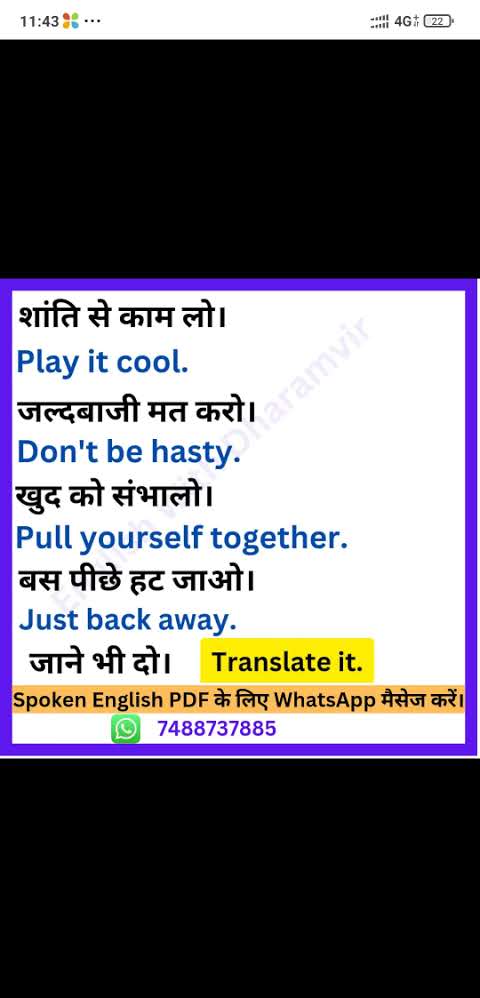 11:43 ... 4G 22
शांति से काम लो।
Play it cool.
जल्दबाजी मत करो।
Don't be hasty.
खुद को संभालो।
Pull yourself together.
बस पीछे हट जाओ।
Just back away.
जाने भी दो। Translate it.
Spoken English PDF के लिए WhatsApp मैसेज करें।
7488737885
English With Dharamvir